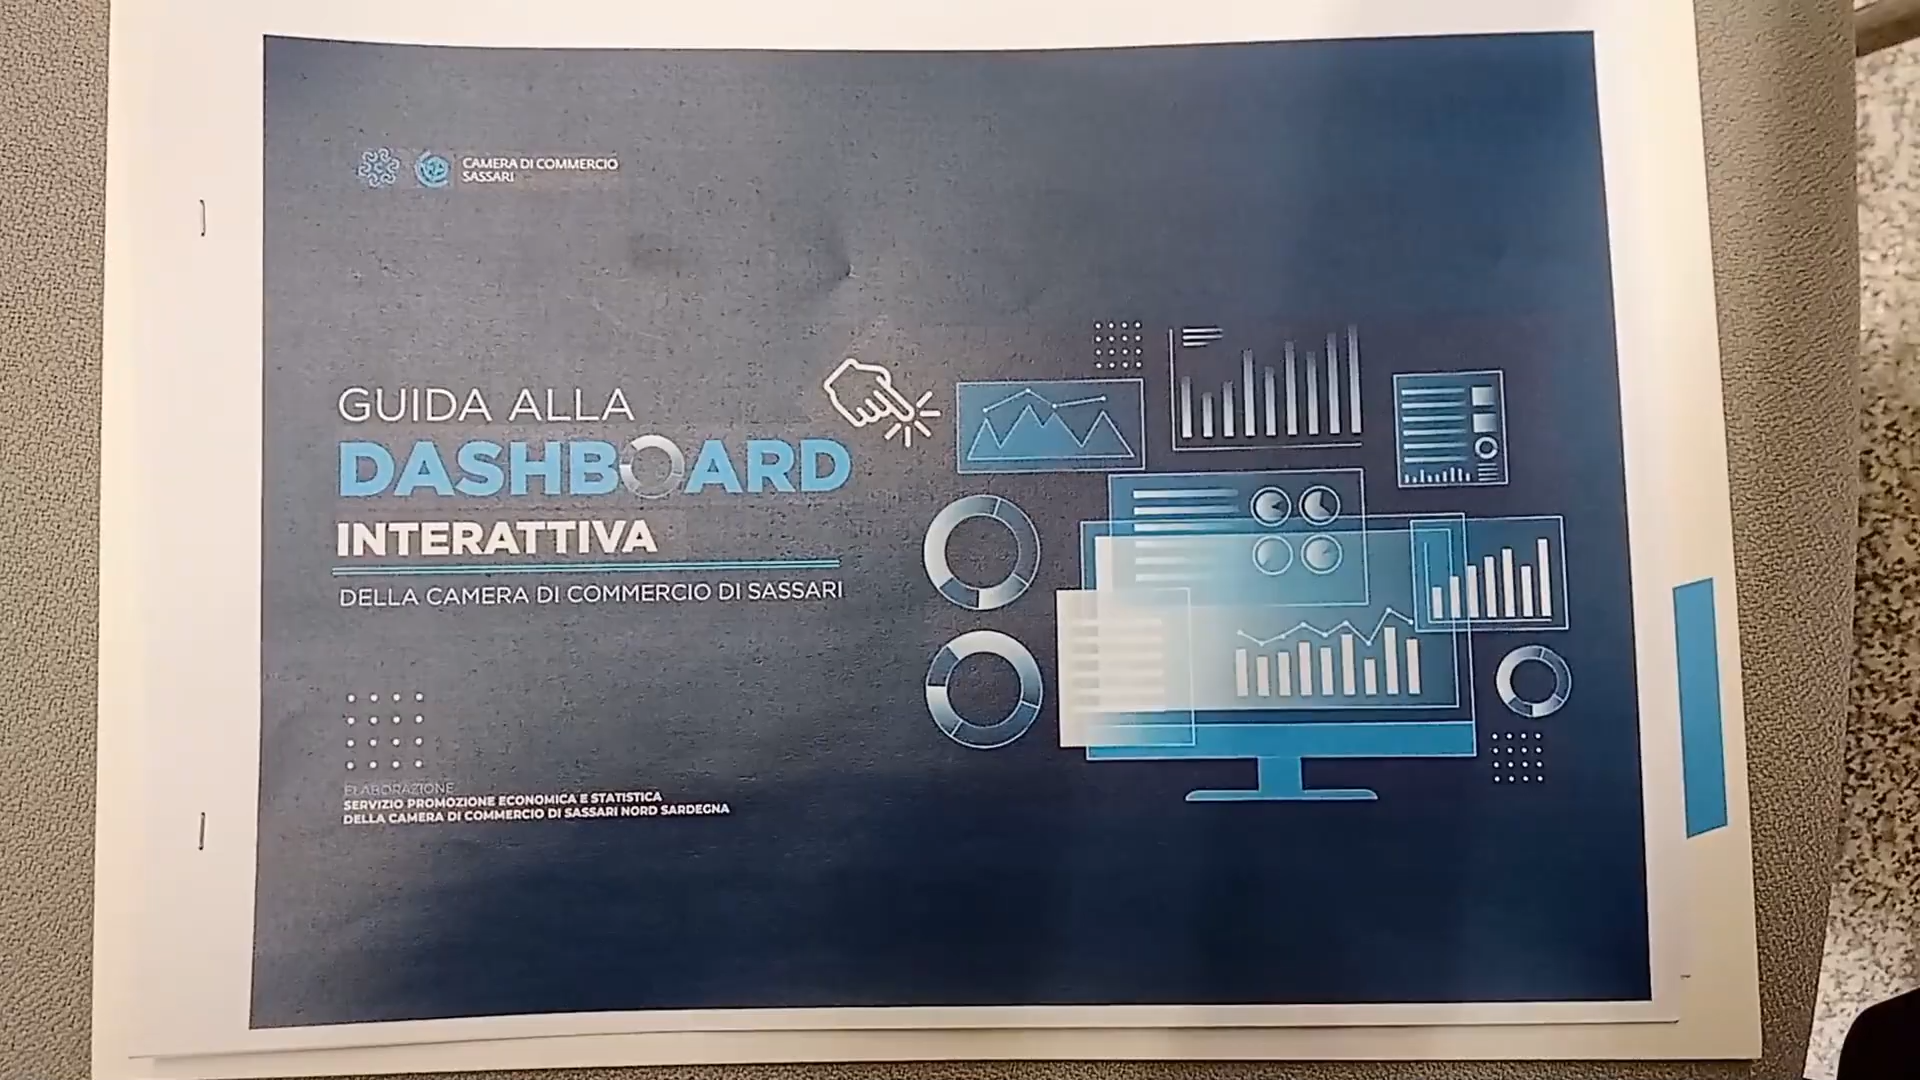 CAMERA DI COMMERCIO
SASSARI
GUIDA ALLA
DASHBOARD
INTERATTIVA
DELLA CAMERA DI COMMERCIO DI SASSARI
ELABORAZIONE
SERVIZIO PROMOZIONE ECONOMICA E STATISTICA
DELLA CAMERA DI COMMERCIO DI SASSARI NORD SARDEGNA